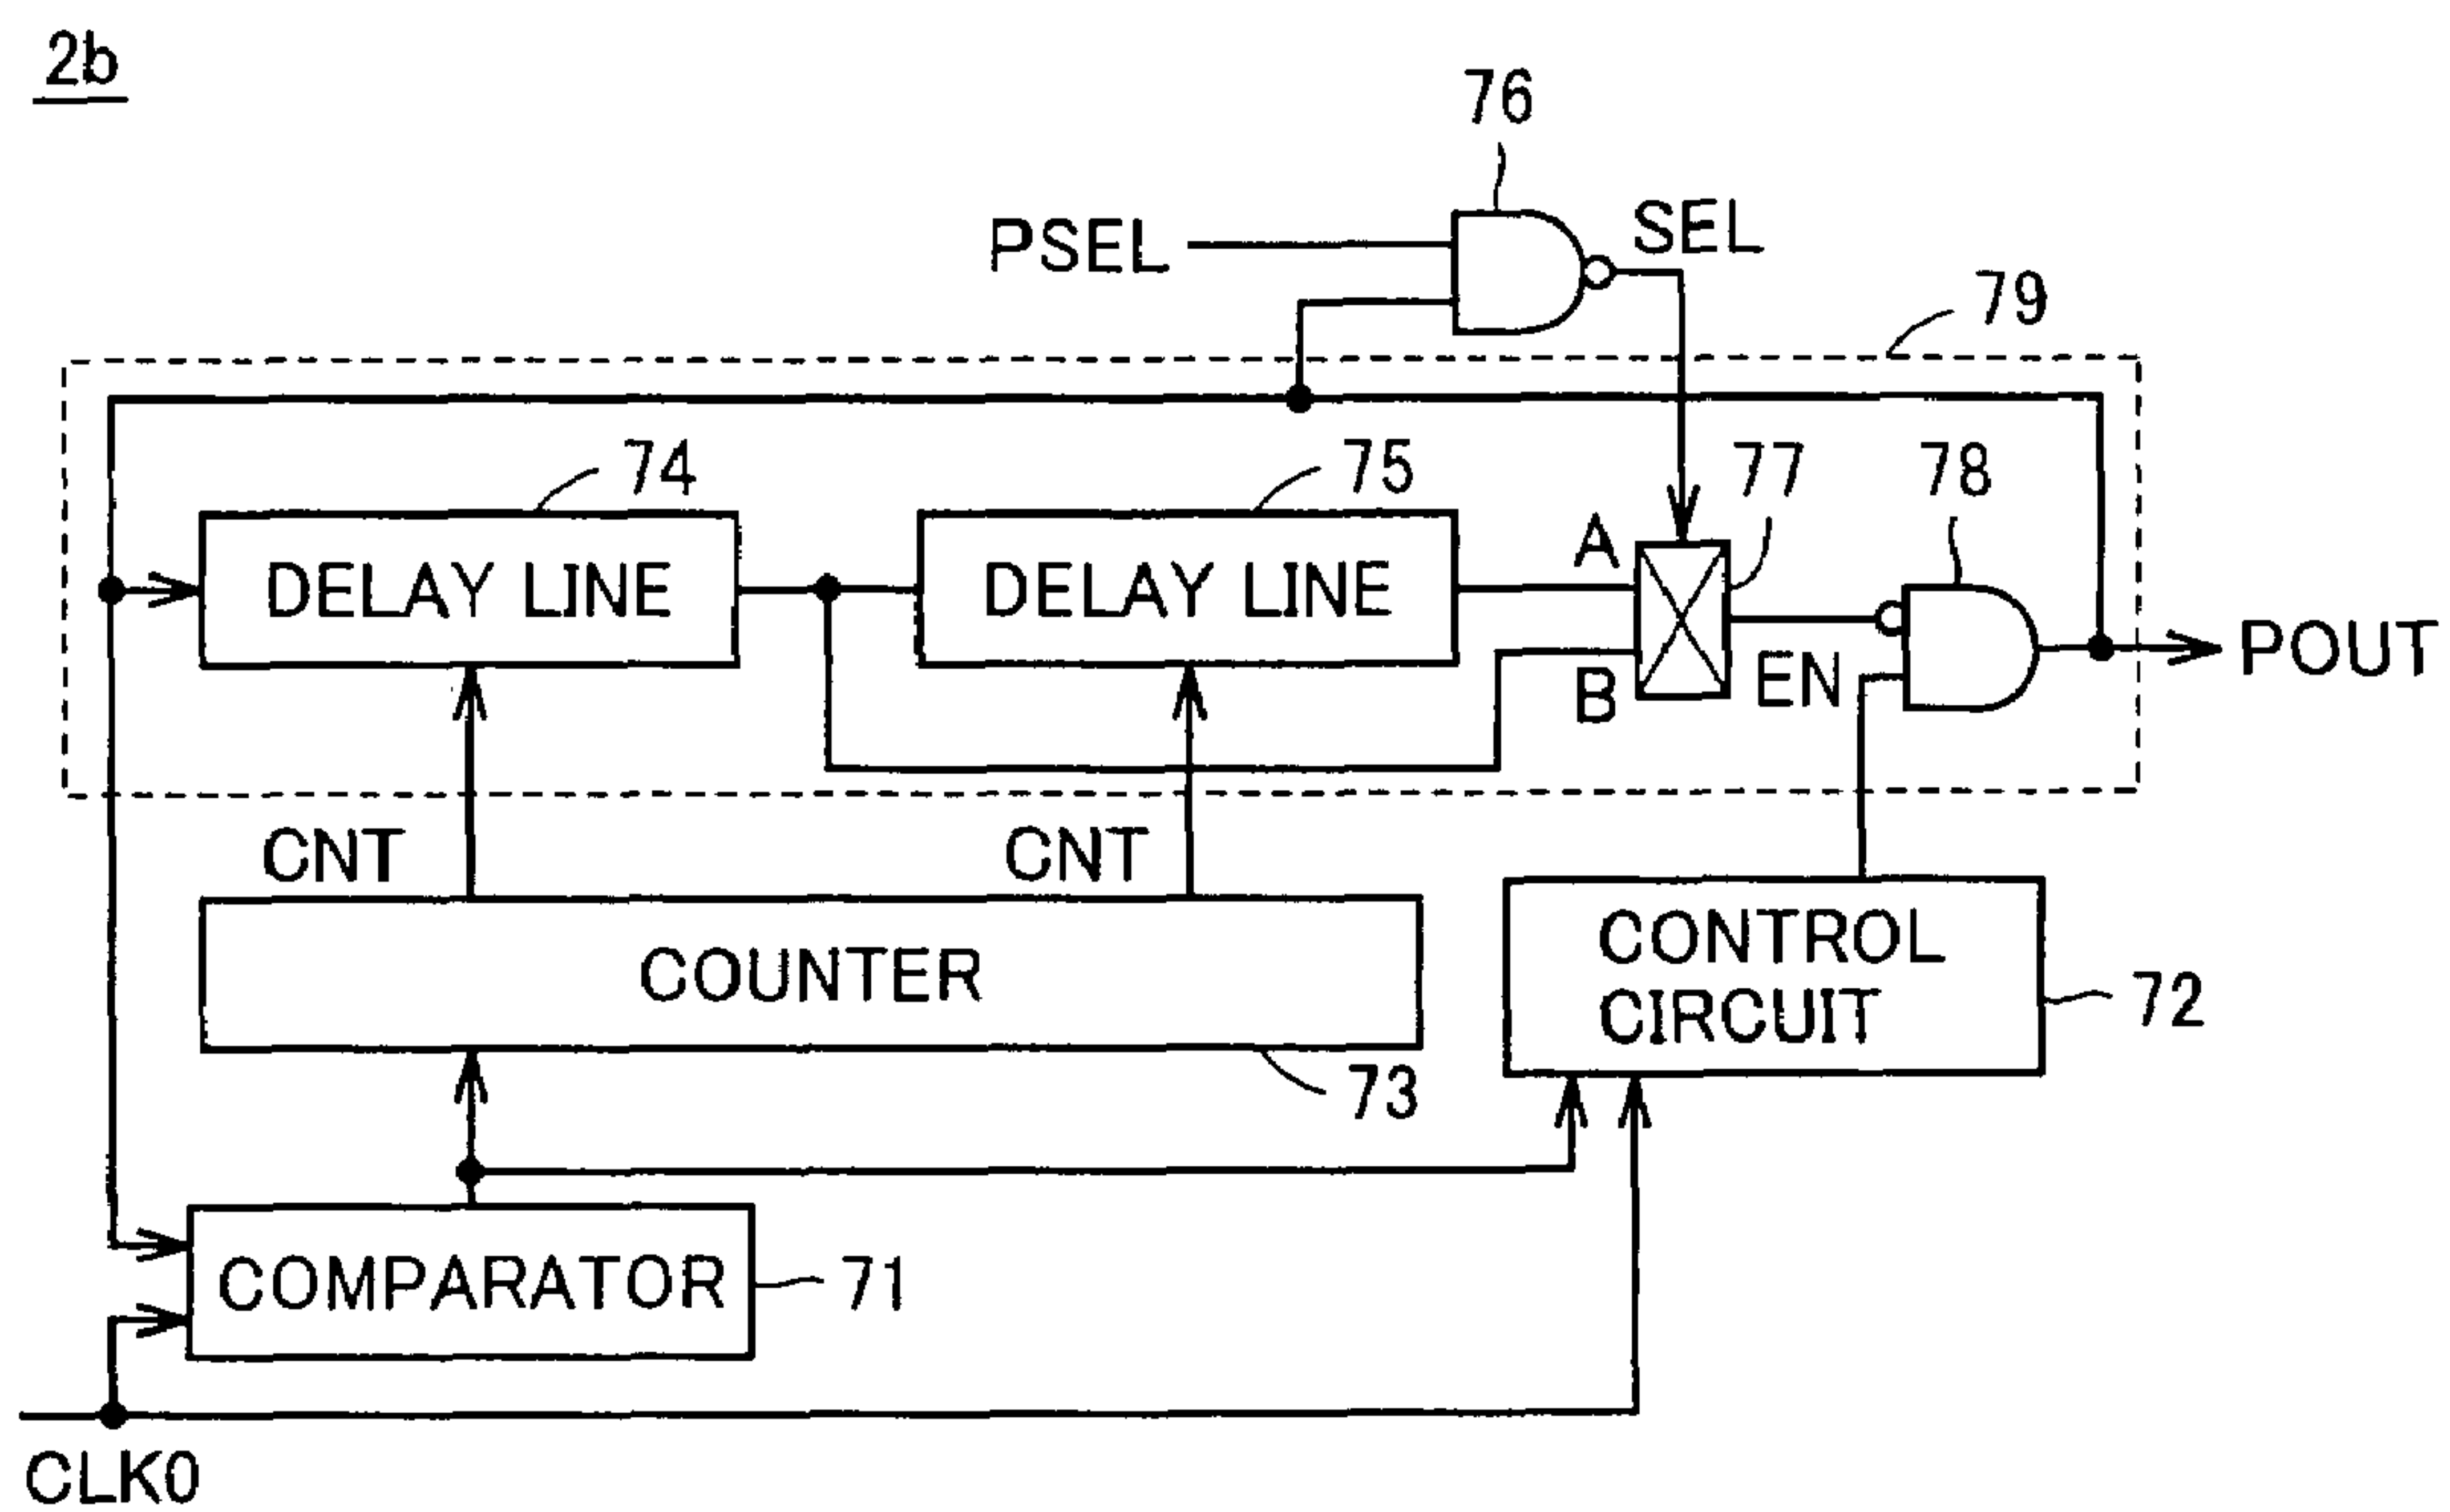 2b
76
PSEL
SEL
79
74
75
77
78
A
DELAY LINE
DELAY LINE
B
EN
POUT
CNT
CNT
COUNTER
CONTROL
CIRCUIT
72
73
COMPARATOR
71
CLK0